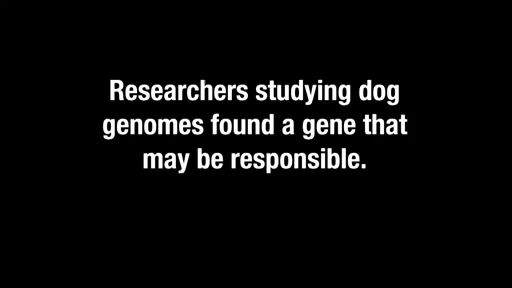 Researchers studying dog
genomes found a gene that
may be responsible.